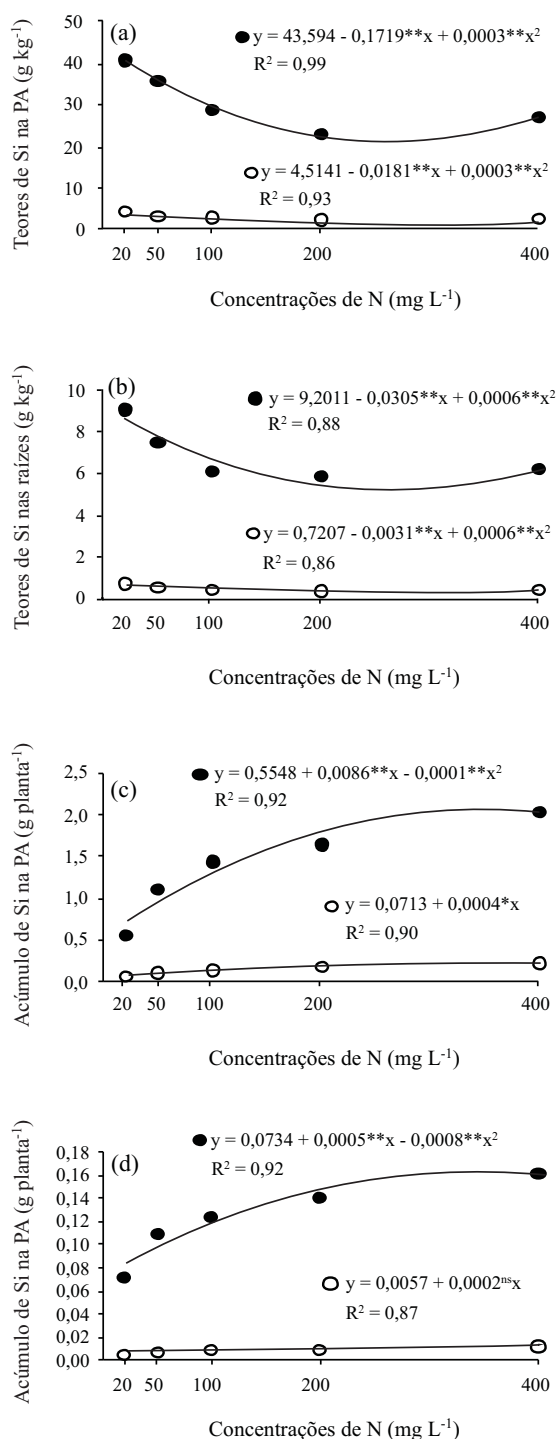 (a)
y = 43,594 - 0,1719**x + 0,0003**x²
R² = 0,99
y = 4,5141 - 0,0181**x + 0,0003**x²
R² = 0,93
Teores de Si na PA (g kg⁻¹)
50
40
30
20
10
0
20 50 100 200 400
Concentrações de N (mg L⁻¹)
(b)
y = 9,2011 - 0,0305**x + 0,0006**x²
R² = 0,88
y = 0,7207 - 0,0031**x + 0,0006**x²
R² = 0,86
Teores de Si nas raízes (g kg⁻¹)
10
8
6
4
2
0
20 50 100 200 400
Concentrações de N (mg L⁻¹)
(c)
y = 0,5548 + 0,0086**x - 0,0001**x²
R² = 0,92
y = 0,0713 + 0,0004*x
R² = 0,90
Acúmulo de Si na PA (g planta⁻¹)
2,5
2,0
1,5
1,0
0,5
0,0
20 50 100 200 400
Concentrações de N (mg L⁻¹)
(d)
y = 0,0734 + 0,0005**x - 0,0008**x²
R² = 0,92
y = 0,0057 + 0,0002ⁿˢx
R² = 0,87
Acúmulo de Si na PA (g planta⁻¹)
0,18
0,16
0,14
0,12
0,10
0,08
0,06
0,04
0,02
0,00
20 50 100 200 400
Concentrações de N (mg L⁻¹)